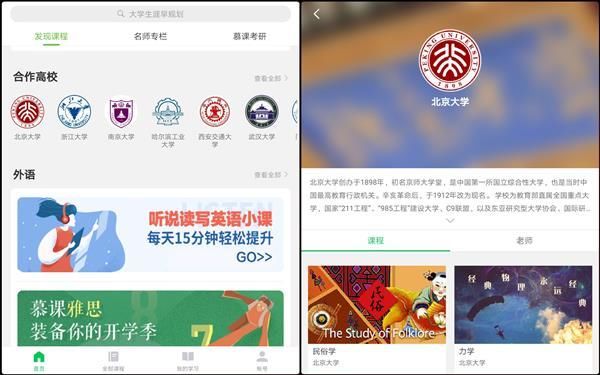 大学生涯早规划
发现课程
名师专栏
慕课考研
合作高校
查看全部
北京大学
浙江大学
南京大学
哈尔滨工业
大学
西安交通大
学
武汉大学
外语
查看全部
LISTEN
听说读写英语小课
每天15分钟轻松提升
GO>>
慕课雅思
装备你的开学季
7
首页
全部课程
我的学习
账号
PEKING UNIVERSITY
1898
北京大学
北京大学创办于1898年，初名京师大学堂，是中国第一所国立综合性大学，也是当时中
国最高教育行政机关。辛亥革命后，于1912年改为现名。学校为教育部直属全国重点大
学，国家"211工程"、"985工程"建设大学、C9联盟，以及东亚研究型大学协会、国际研...
课程
老师
民俗
The Study of Folklore
民俗学
北京大学
经典物理永远经典
力学
北京大学